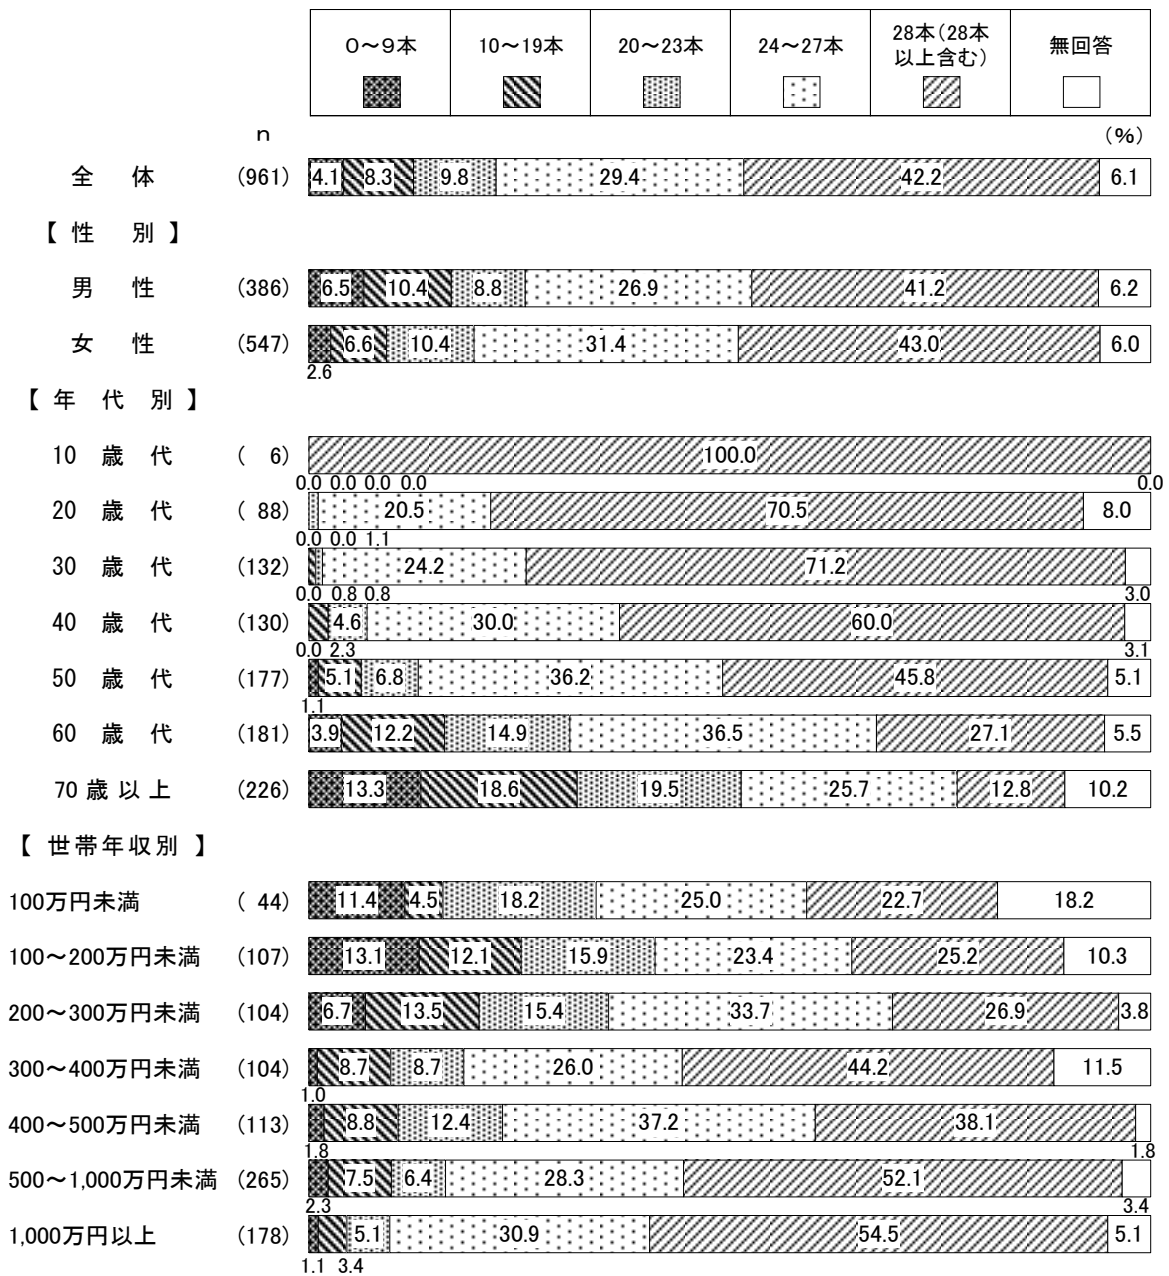 0～9本 10～19本 20～23本 24～27本 28本(28本以上含む) 無回答
n (%)
全体 (961) 4.1 8.3 9.8 29.4 42.2 6.1
【性別】
男性 (386) 6.5 10.4 8.8 26.9 41.2 6.2
女性 (547) 6.6 10.4 31.4 43.0 6.0
2.6
【年代別】
10歳代 (6) 100.0
0.0 0.0 0.0 0.0 0.0
20歳代 (88) 20.5 70.5 8.0
0.0 0.0 1.1
30歳代 (132) 24.2 71.2
0.0 0.8 0.8 3.0
40歳代 (130) 4.6 30.0 60.0
0.0 2.3 3.1
50歳代 (177) 5.1 6.8 36.2 45.8 5.1
1.1
60歳代 (181) 3.9 12.2 14.9 36.5 27.1 5.5
70歳以上 (226) 13.3 18.6 19.5 25.7 12.8 10.2
【世帯年収別】
100万円未満 (44) 11.4 4.5 18.2 25.0 22.7 18.2
100～200万円未満 (107) 13.1 12.1 15.9 23.4 25.2 10.3
200～300万円未満 (104) 6.7 13.5 15.4 33.7 26.9 3.8
300～400万円未満 (104) 8.7 8.7 26.0 44.2 11.5
1.0
400～500万円未満 (113) 8.8 12.4 37.2 38.1
1.8 1.8
500～1,000万円未満 (265) 7.5 6.4 28.3 52.1
2.3 3.4
1,000万円以上 (178) 5.1 30.9 54.5 5.1
1.1 3.4